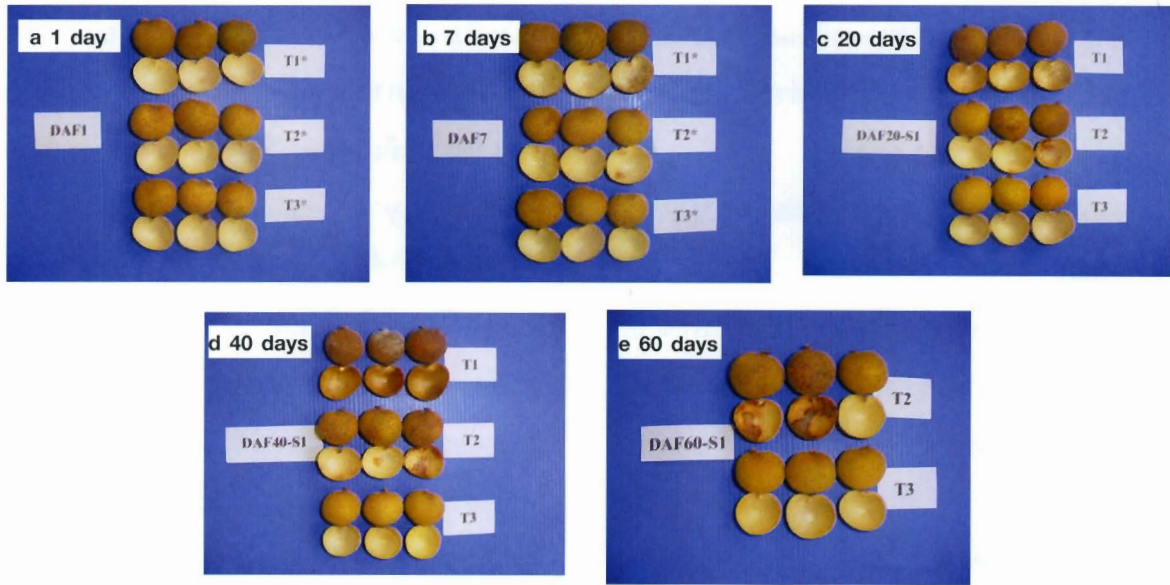 a 1 day
T1*
DAF1
T2*
T3*
b 7 days
T1*
DAF7
T2*
T3*
c 20 days
T1
DAF20-S1
T2
T3
d 40 days
T1
DAF40-S1
T2
T3
e 60 days
T2
DAF60-S1
T3